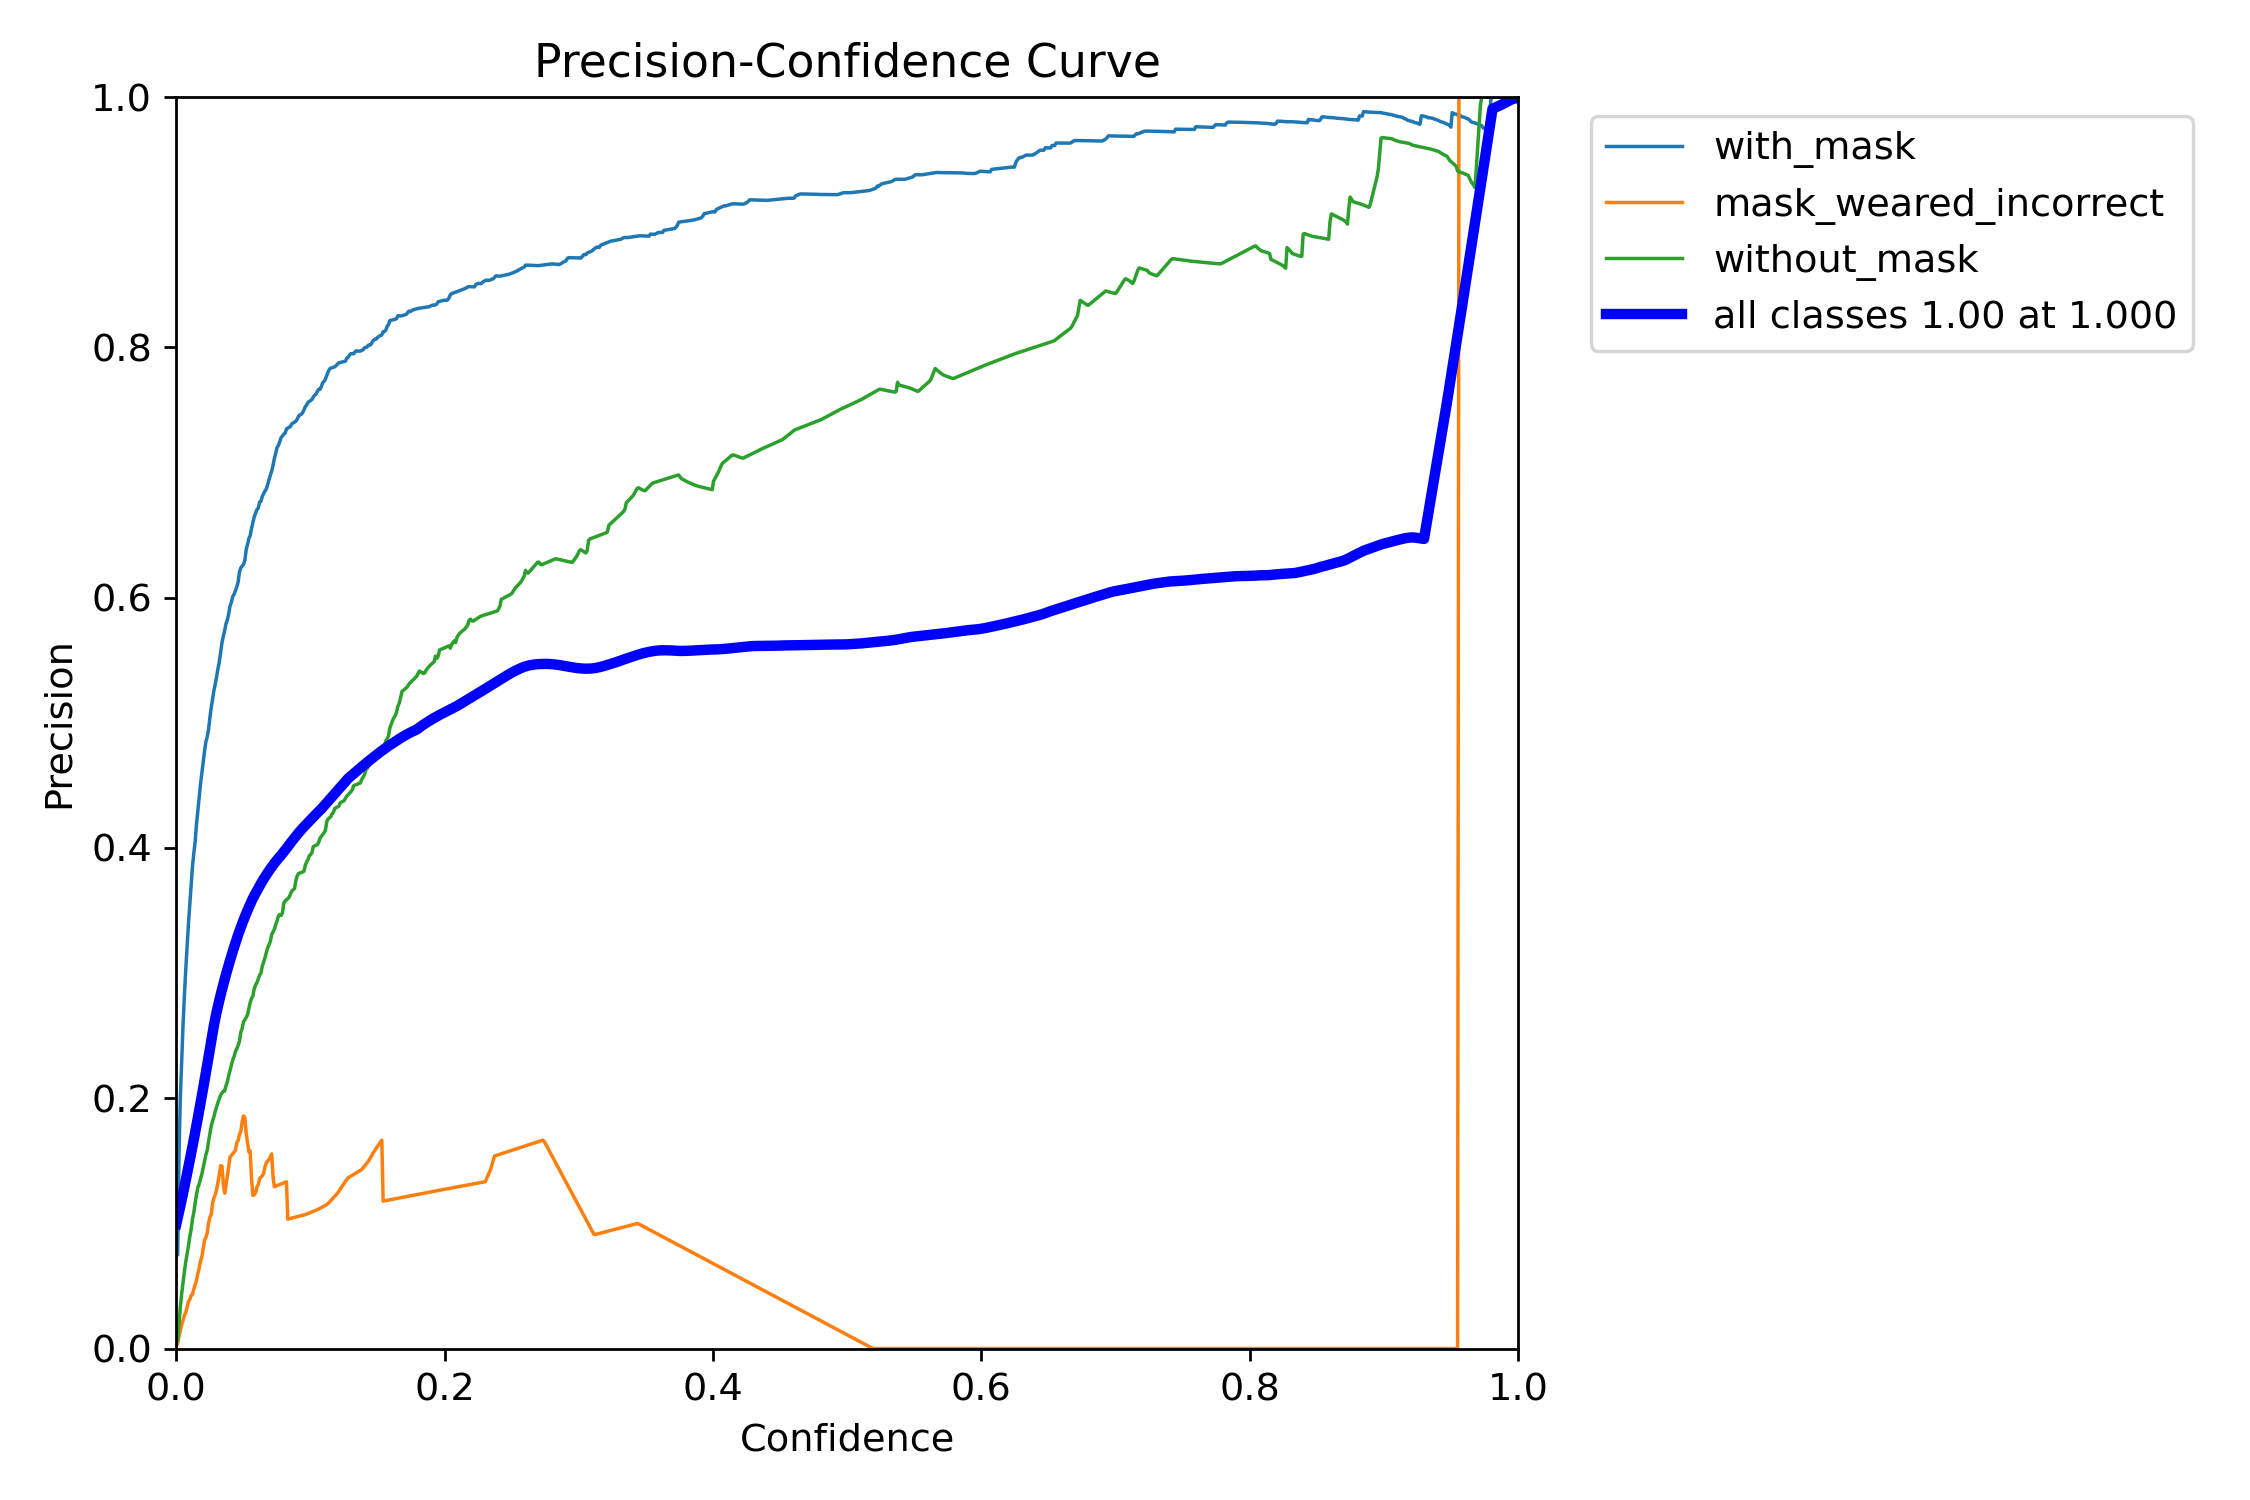 Precision-Confidence Curve
1.0
0.8
0.6
0.4
0.2
0.0
Precision
0.0 0.2 0.4 0.6 0.8 1.0
Confidence
with_mask
mask_weared_incorrect
without_mask
all classes 1.00 at 1.000